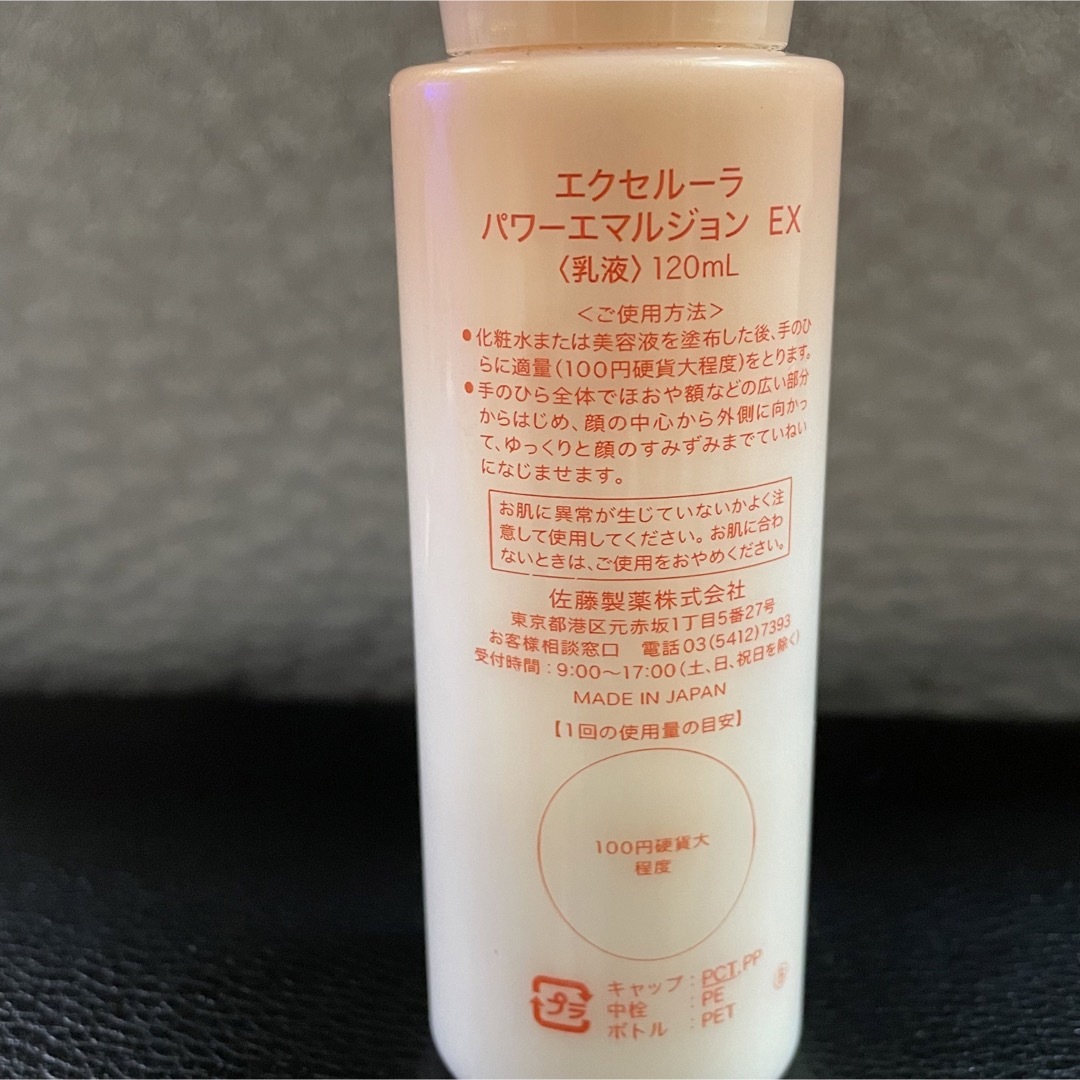 エクセルーラ
パワーエマルジョン EX
〈乳液〉120mL
＜ご使用方法＞
●化粧水または美容液を塗布した後、手のひ
らに適量(100円硬貨大程度)をとります。
●手のひら全体でほおや額などの広い部分
からはじめ、顔の中心から外側に向かっ
て、ゆっくりと顔のすみずみまでていねい
になじませます。
お肌に異常が生じていないかよく注
意して使用してください。お肌に合わ
ないときは、ご使用をおやめください。
佐藤製薬株式会社
東京都港区元赤坂1丁目5番27号
お客様相談窓口 電話03(5412)7393
受付時間：9:00〜17:00(土、日、祝日を除く)
MADE IN JAPAN
【1回の使用量の目安】
100円硬貨大
程度
プラ
キャップ：PCT,PP
中栓：PE
ボトル：PET